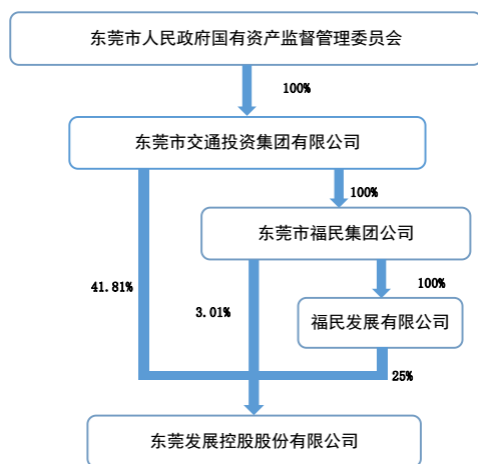 东莞市人民政府国有资产监督管理委员会
100%
东莞市交通投资集团有限公司
100%
东莞市福民集团公司
41.81%
3.01%
100%
福民发展有限公司
25%
东莞发展控股股份有限公司